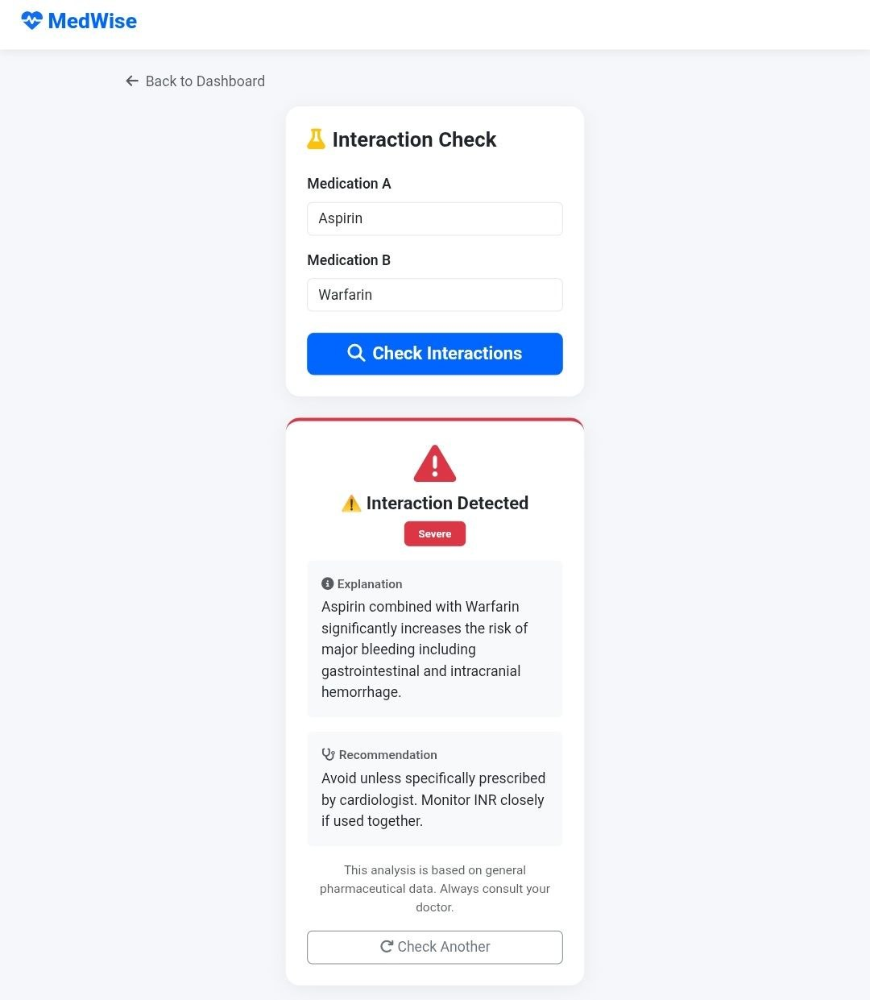 MedWise
Back to Dashboard
Interaction Check
Medication A
Aspirin
Medication B
Warfarin
Check Interactions
Interaction Detected
Severe
Explanation
Aspirin combined with Warfarin
significantly increases the risk of
major bleeding including
gastrointestinal and intracranial
hemorrhage.
Recommendation
Avoid unless specifically prescribed
by cardiologist. Monitor INR closely
if used together.
This analysis is based on general
pharmaceutical data. Always consult your
doctor.
Check Another